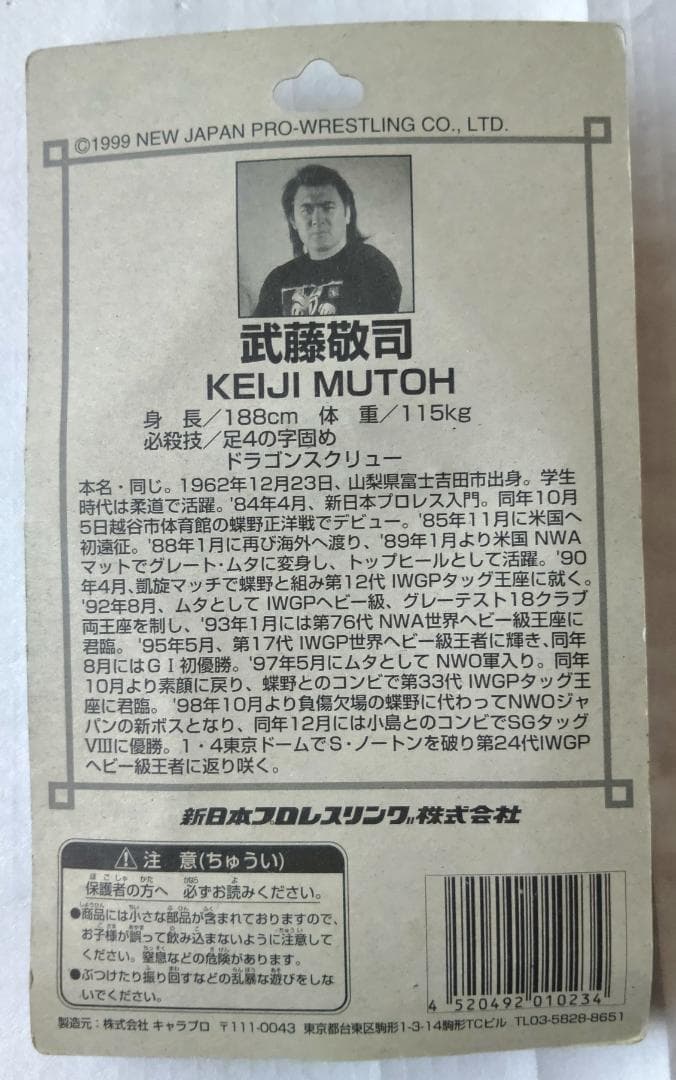 ©1999 NEW JAPAN PRO-WRESTLING CO., LTD.
武藤敬司
KEIJI MUTOH
身　長／188cm　体　重／115kg
必殺技／足4の字固め
ドラゴンスクリュー
本名・同じ。1962年12月23日、山梨県富士吉田市出身。学生
時代は柔道で活躍。'84年4月、新日本プロレス入門。同年10月
5日越谷市体育館の蝶野正洋戦でデビュー。'85年11月に米国へ
初遠征。'88年1月に再び海外へ渡り、'89年1月より米国 NWA
マットでグレート・ムタに変身し、トップヒールとして活躍。'90
年4月、凱旋マッチで蝶野と組み第12代 IWGPタッグ王座に就く。
'92年8月、ムタとして IWGPヘビー級、グレーテスト18クラブ
両王座を制し、'93年1月には第76代 NWA世界ヘビー級王座に
君臨。'95年5月、第17代 IWGP世界ヘビー級王者に輝き、同年
8月にはG I 初優勝。'97年5月にムタとして NWO軍入り。同年
10月より素顔に戻り、蝶野とのコンビで第33代 IWGPタッグ王
座に君臨。'98年10月より負傷欠場の蝶野に代わってNWOジャ
パンの新ボスとなり、同年12月には小島とのコンビでSGタッグ
VIIIに優勝。1・4東京ドームでS・ノートンを破り第24代IWGP
ヘビー級王者に返り咲く。
新日本プロレスリング株式会社
注 意(ちゅうい)
保護者の方へ 必ずお読みください。
●商品には小さな部品が含まれておりますので、
お子様が誤って飲み込まないように注意して
ください。窒息などの危険があります。
●ぶつけたり振り回すなどの乱暴な遊びをしな
いでください。
4 520492 010234
製造元：株式会社 キャラプロ 〒111-0043 東京都台東区駒形1-3-14駒形TCビル TEL03-5828-8651